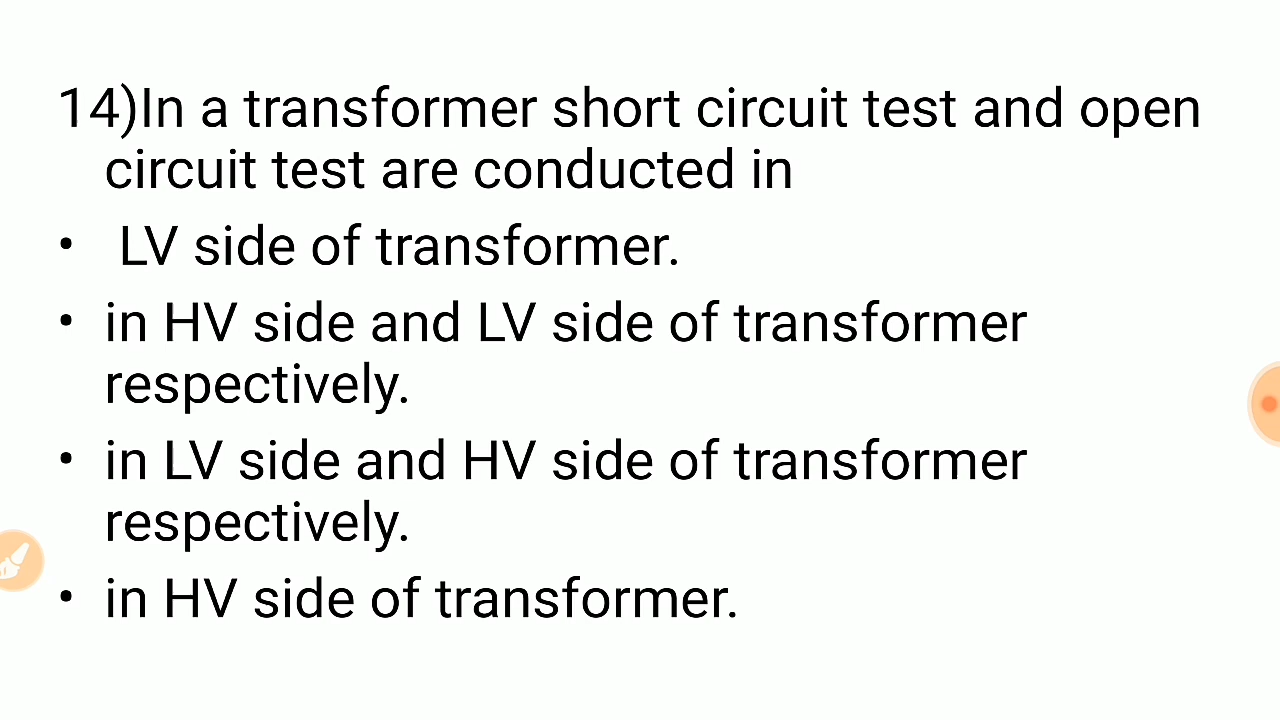 14)In a transformer short circuit test and open
circuit test are conducted in
• LV side of transformer.
• in HV side and LV side of transformer
respectively.
• in LV side and HV side of transformer
respectively.
• in HV side of transformer.